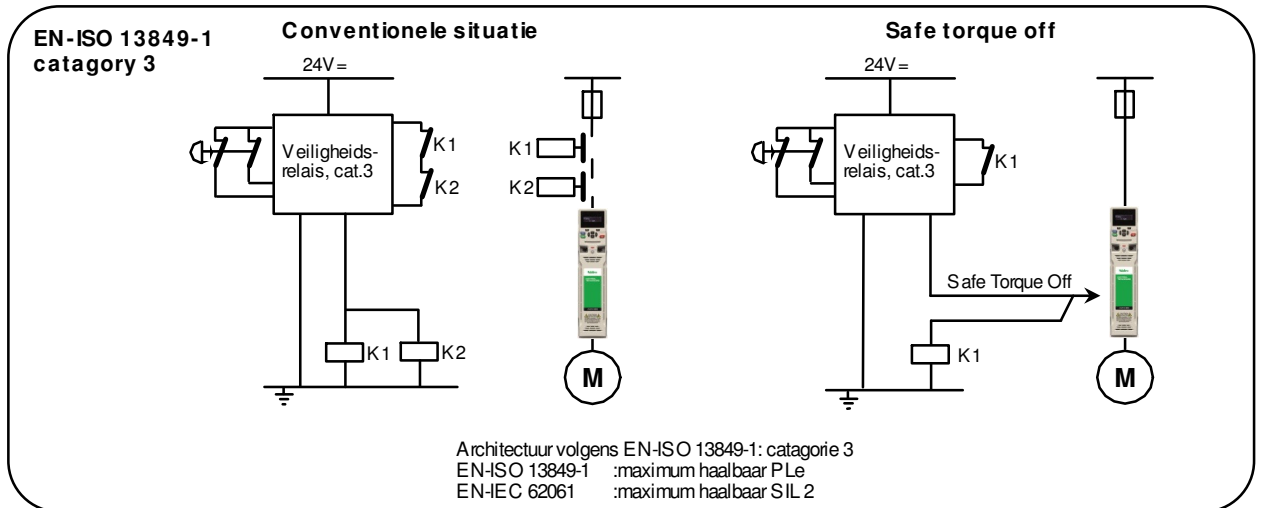 EN-ISO 13849-1
catagory 3
Conventionele situatie
24V=
Veiligheids-
relais, cat.3
K1
K2
K1
K2
K1
K2
M
Safe torque off
24V=
Veiligheids-
relais, cat.3
K1
Safe Torque Off
K1
M
Architectuur volgens EN-ISO 13849-1: catagorie 3
EN-ISO 13849-1 :maximum haalbaar PLe
EN-IEC 62061 :maximum haalbaar SIL 2